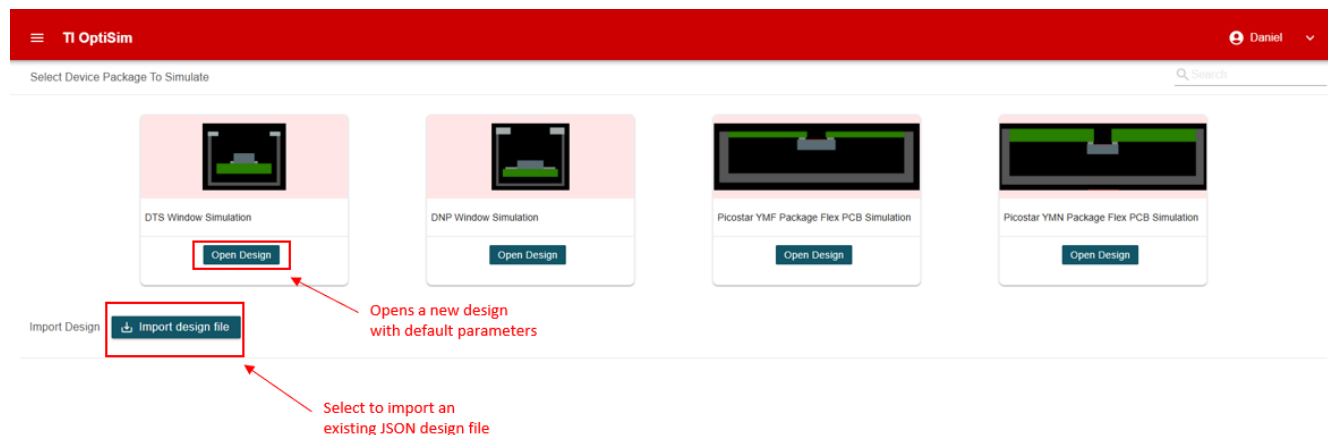 TI OptiSim
Daniel
Select Device Package To Simulate
Search
DTS Window Simulation
DNP Window Simulation
Picostar YMF Package Flex PCB Simulation
Picostar YMN Package Flex PCB Simulation
Open Design
Open Design
Open Design
Open Design
Opens a new design
with default parameters
Import Design
Import design file
Select to import an
existing JSON design file